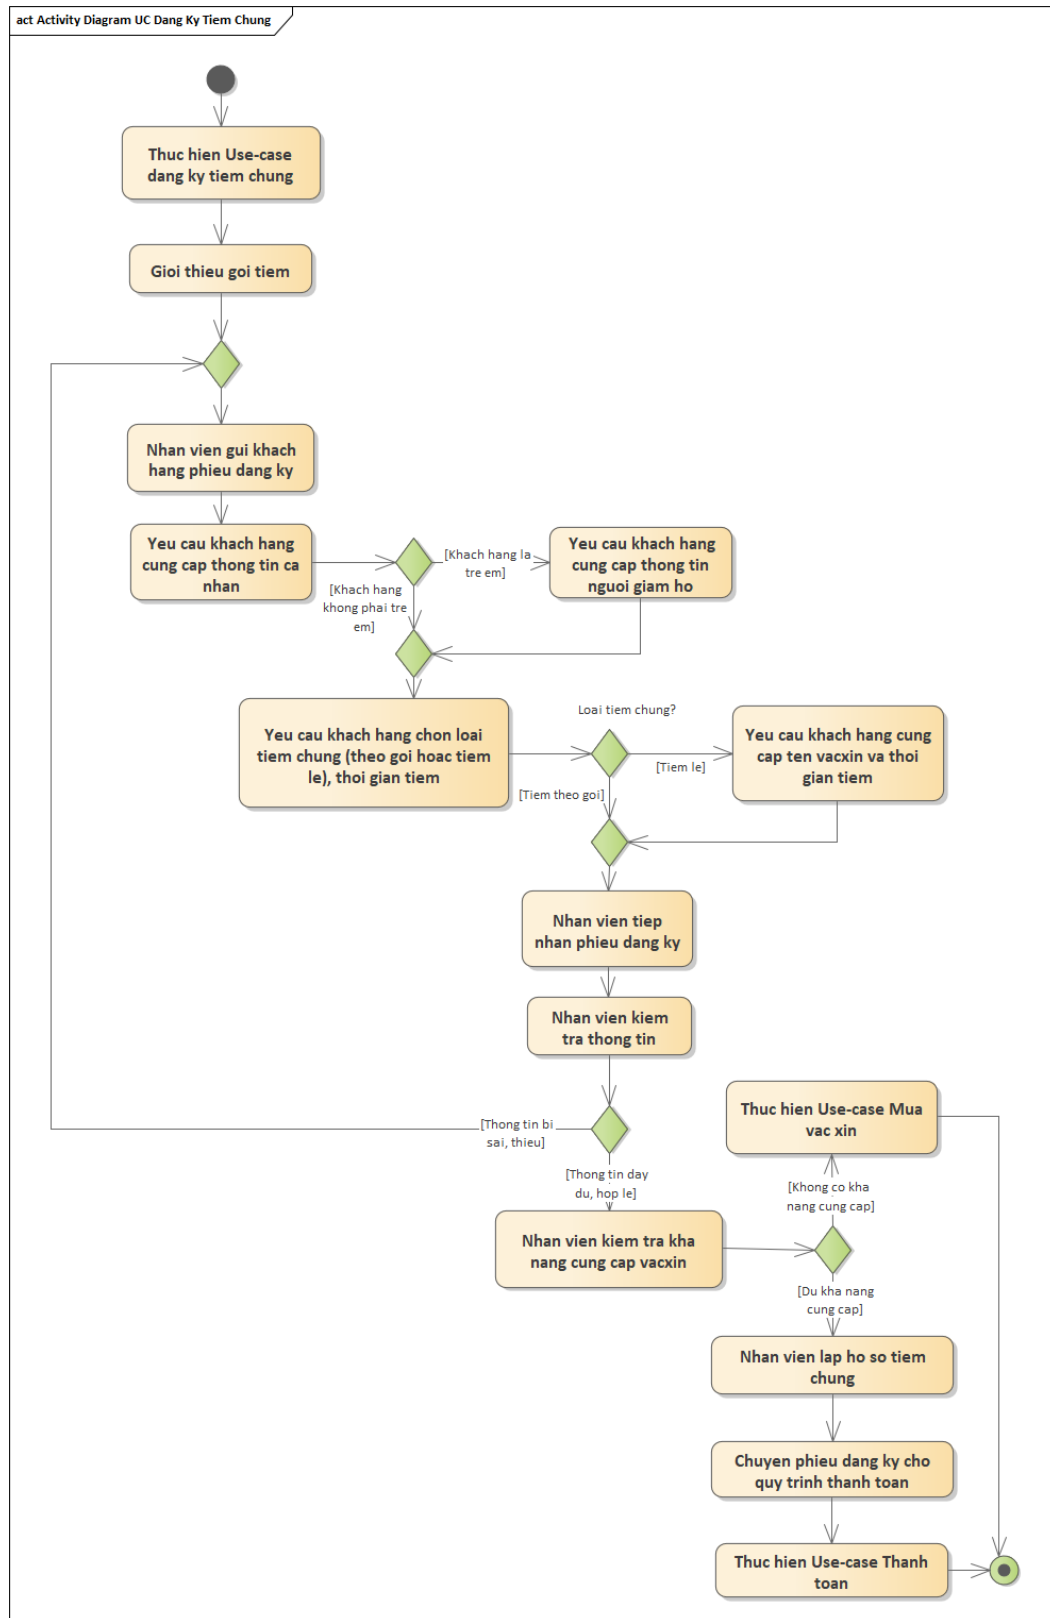 act Activity Diagram UC Dang Ky Tiem Chung
Thuc hien Use-case
dang ky tiem chung
Gioi thieu goi tiem
Nhan vien gui khach
hang phieu dang ky
Yeu cau khach hang
cung cap thong tin ca
nhan
[Khach hang la
tre em]
Yeu cau khach hang
cung cap thong tin
nguoi giam ho
[Khach hang
khong phai tre
em]
Yeu cau khach hang chon loai
tiem chung (theo goi hoac tiem
le), thoi gian tiem
Loai tiem chung?
[Tiem le]
Yeu cau khach hang cung
cap ten vacxin va thoi
gian tiem
[Tiem theo goi]
Nhan vien tiep
nhan phieu dang ky
Nhan vien kiem
tra thong tin
[Thong tin bi
sai, thieu]
[Thong tin day
du, hop le]
Thuc hien Use-case Mua
vac xin
[Khong co kha
nang cung cap]
Nhan vien kiem tra kha
nang cung cap vacxin
[Du kha nang
cung cap]
Nhan vien lap ho so tiem
chung
Chuyen phieu dang ky cho
quy trinh thanh toan
Thuc hien Use-case Thanh
toan